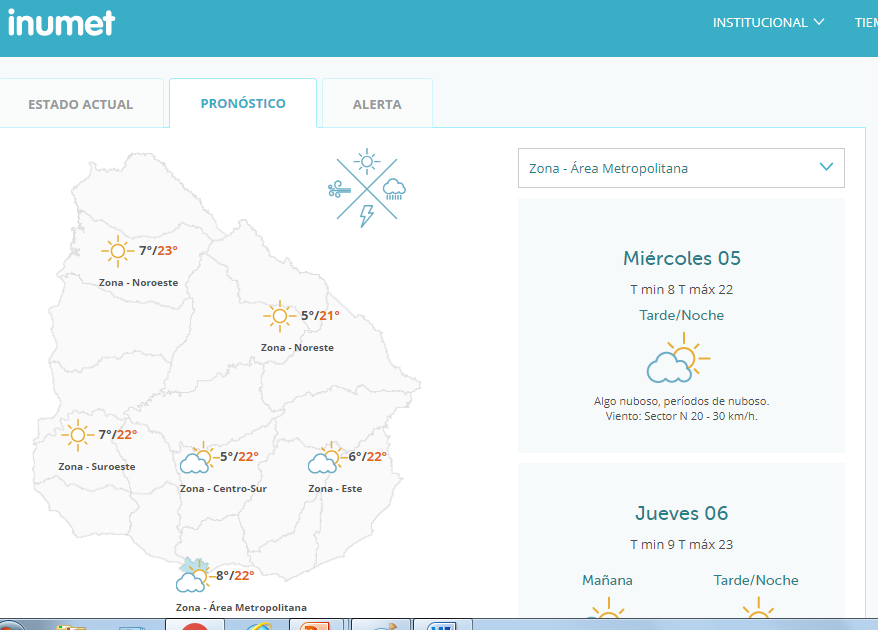 inumet
INSTITUCIONAL
ESTADO ACTUAL
PRONÓSTICO
ALERTA
7°/23°
Zona - Noroeste
5°/21°
Zona - Noreste
7°/22°
Zona - Suroeste
5°/22°
Zona - Centro-Sur
6°/22°
Zona - Este
8°/22°
Zona - Área Metropolitana
Zona - Área Metropolitana
Miércoles 05
T min 8 T máx 22
Tarde/Noche
Algo nuboso, períodos de nuboso.
Viento: Sector N 20 - 30 km/h.
Jueves 06
T min 9 T máx 23
Mañana
Tarde/Noche